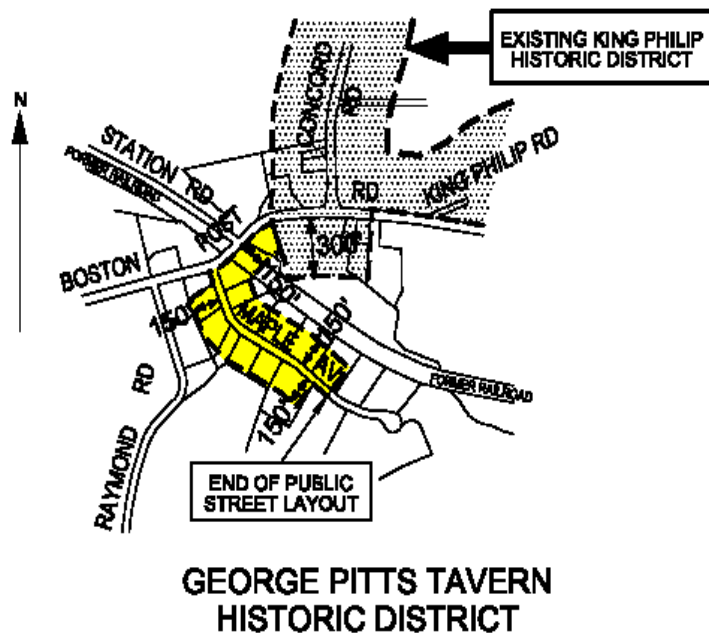 EXISTING KING PHILIP
HISTORIC DISTRICT
N
CONCORD
RD
STATION RD
FORMER RAILROAD
KING PHILIP RD
BOSTON
POST
RD
300'
150'
150'
150'
MAPLE AV
150'
RAYMOND
RD
FORMER RAILROAD
END OF PUBLIC
STREET LAYOUT
GEORGE PITTS TAVERN
HISTORIC DISTRICT